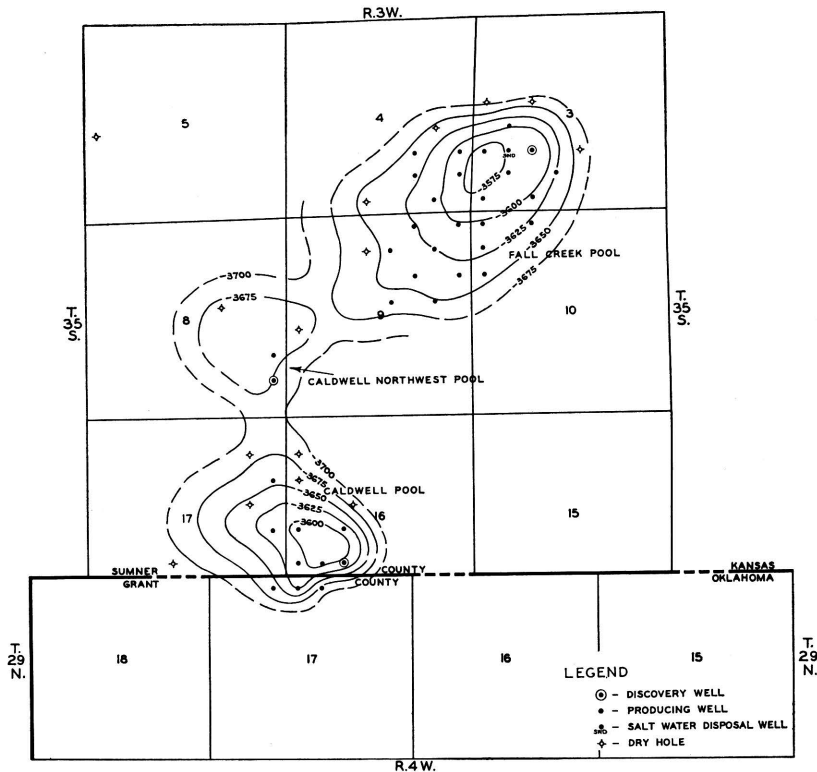 R.3W.
5
4
3
-3575
SWD
-3600
-3625
-3650
-3675
FALL CREEK POOL
-3700
-3675
T.
35
S.
8
9
10
T.
35
S.
CALDWELL NORTHWEST POOL
-3700
-3675
CALDWELL POOL
-3650
-3625
-3600
17
16
15
SUMNER COUNTY
GRANT COUNTY
KANSAS
OKLAHOMA
T.
29
N.
18
17
16
15
T.
29
N.
LEGEND
- DISCOVERY WELL
- PRODUCING WELL
SWD - SALT WATER DISPOSAL WELL
- DRY HOLE
R.4W.